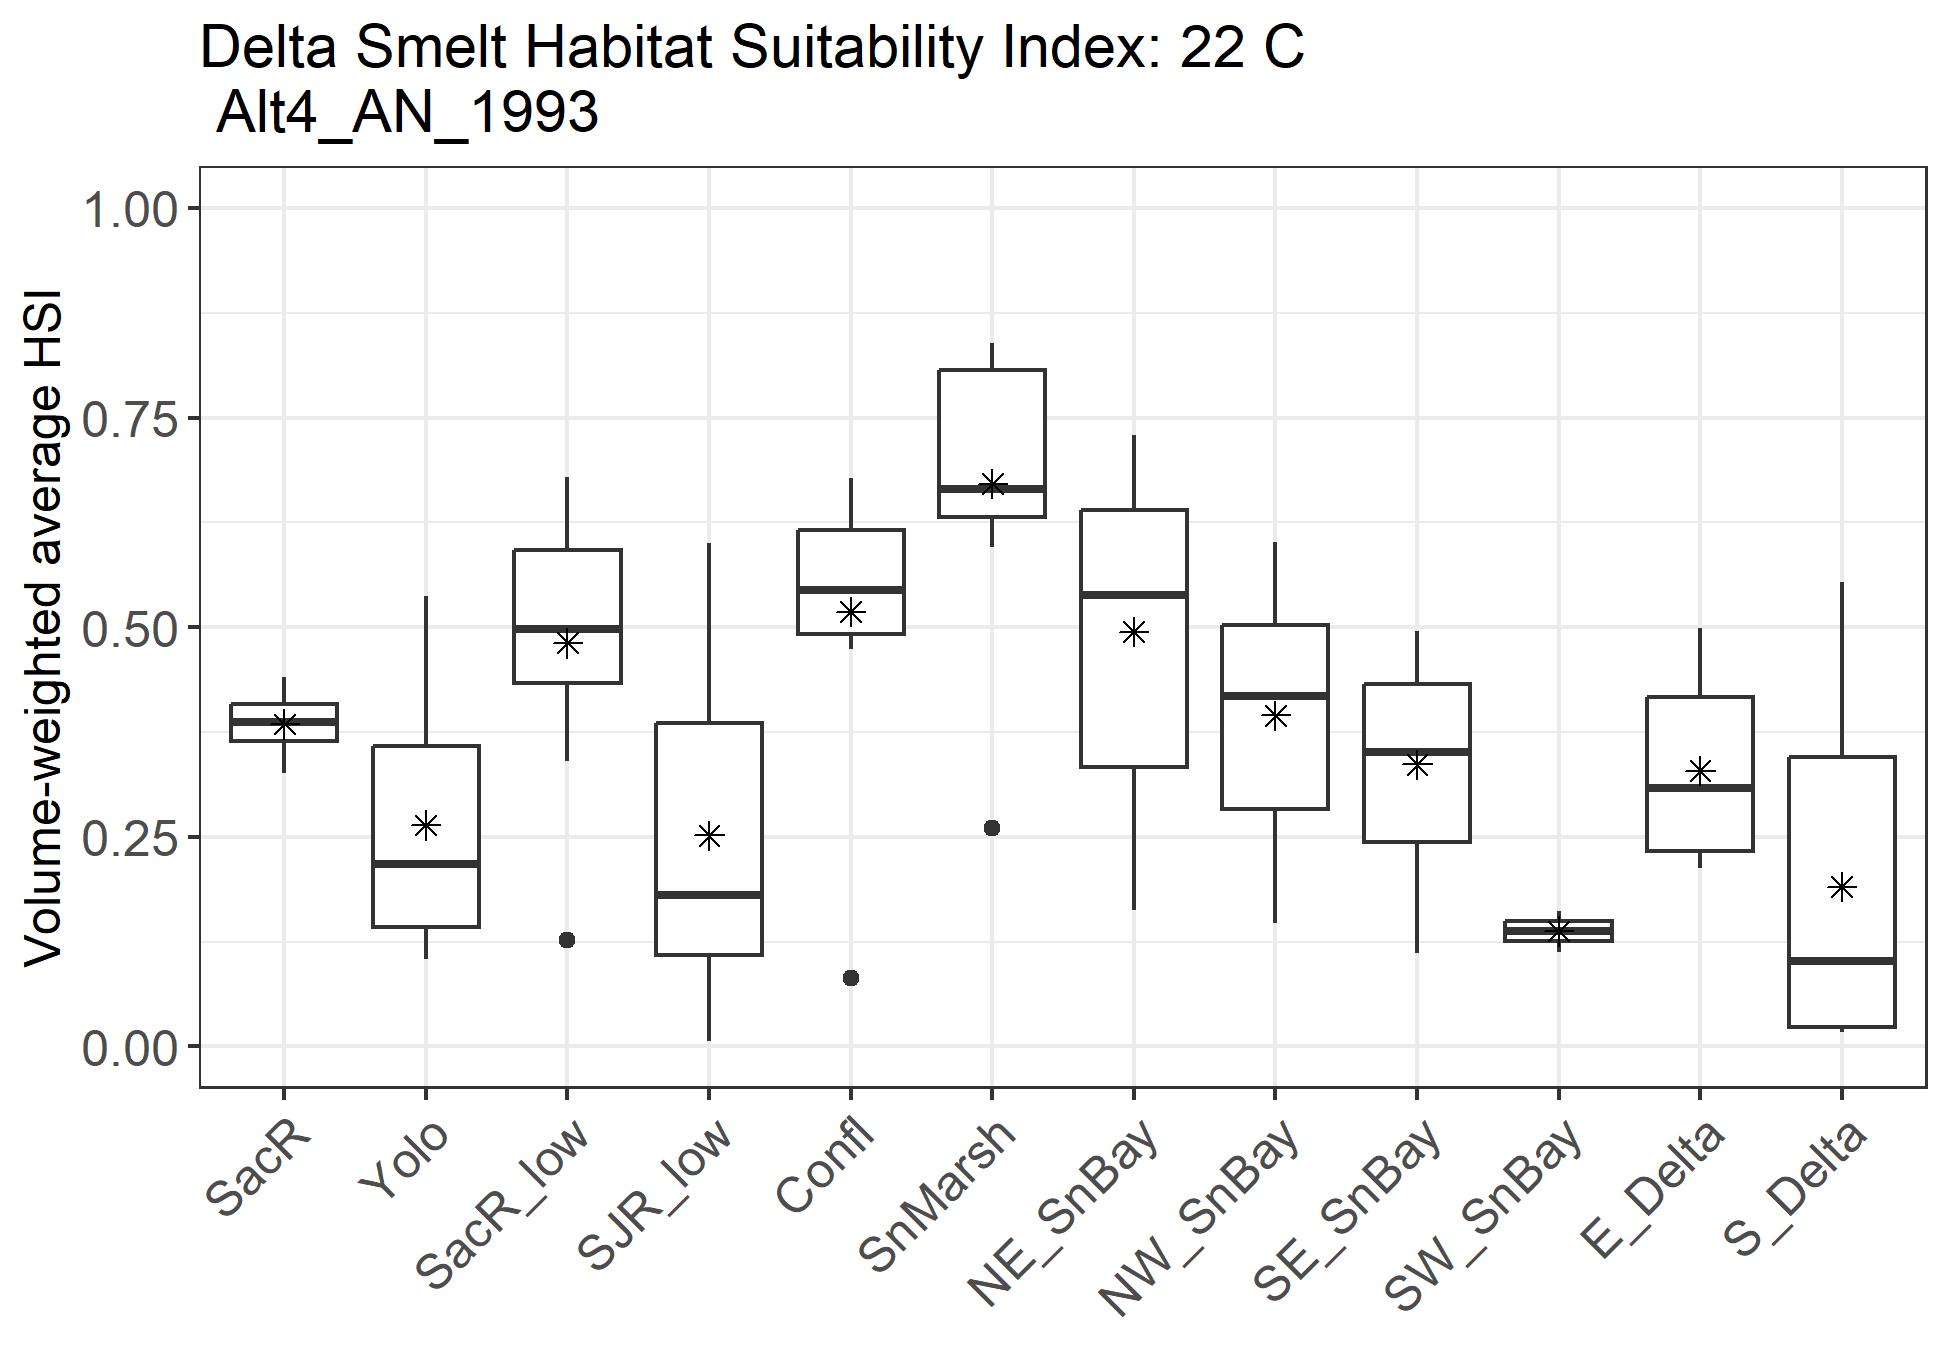 Delta Smelt Habitat Suitability Index: 22 C
Alt4_AN_1993
Volume-weighted average HSI
1.00
0.75
0.50
0.25
0.00
SacR
Yolo
SacR_low
SJR_low
Confl
SnMarsh
NE_SnBay
NW_SnBay
SE_SnBay
SW_SnBay
E_Delta
S_Delta